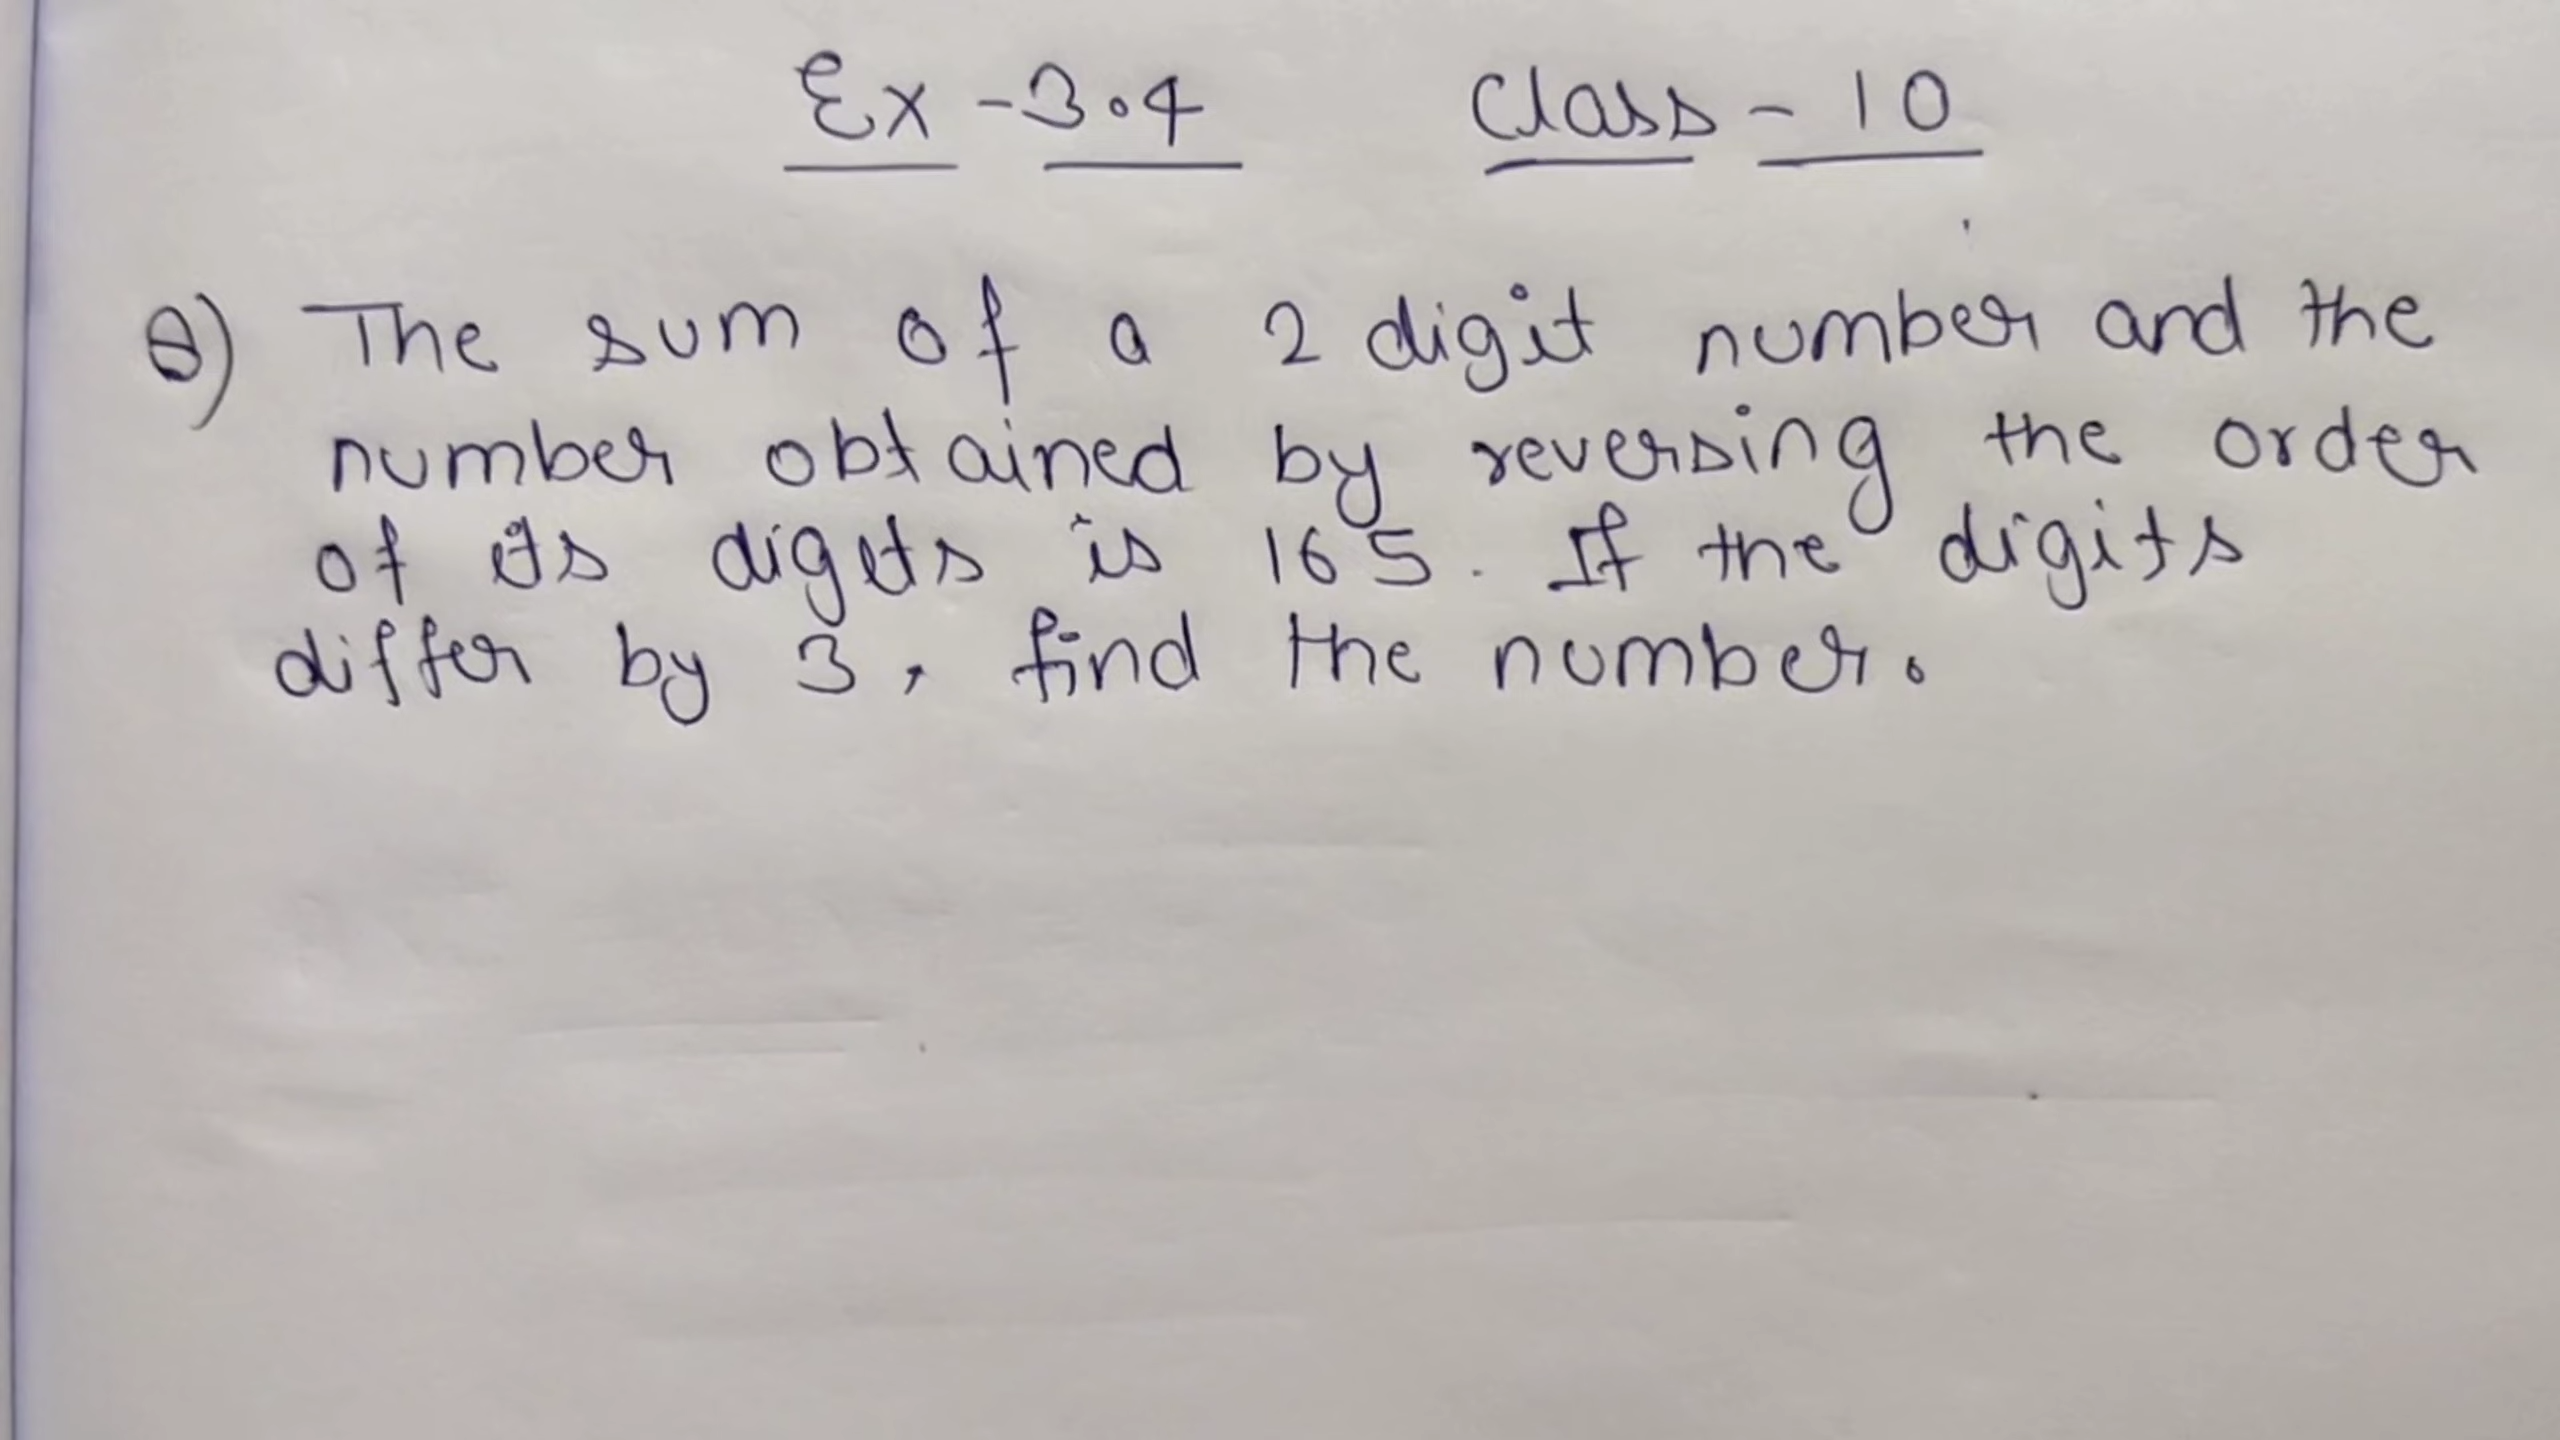 Ex - 3.4 Class - 10
Q) The sum of a 2 digit number and the
number obtained by reversing the order
of its digits is 165. If the digits
differ by 3, find the number.